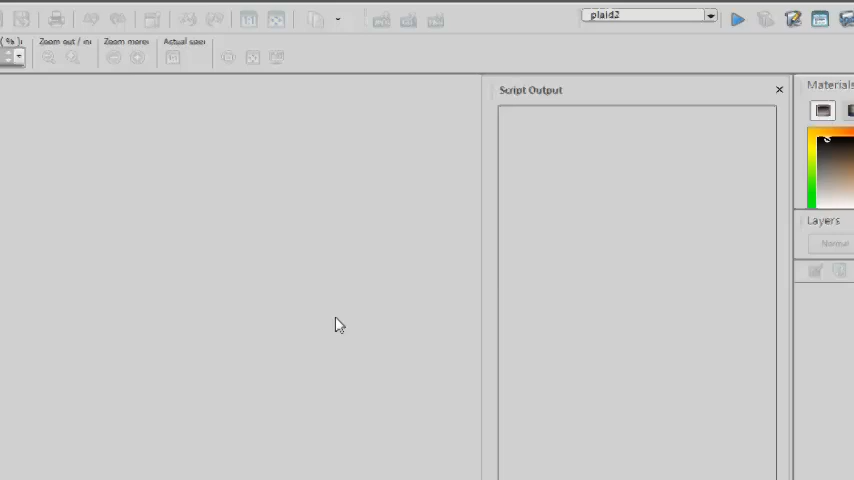 plaid2
( % ):
Zoom out / in:
Zoom more:
Actual size:
Script Output
Materials
Layers
Normal